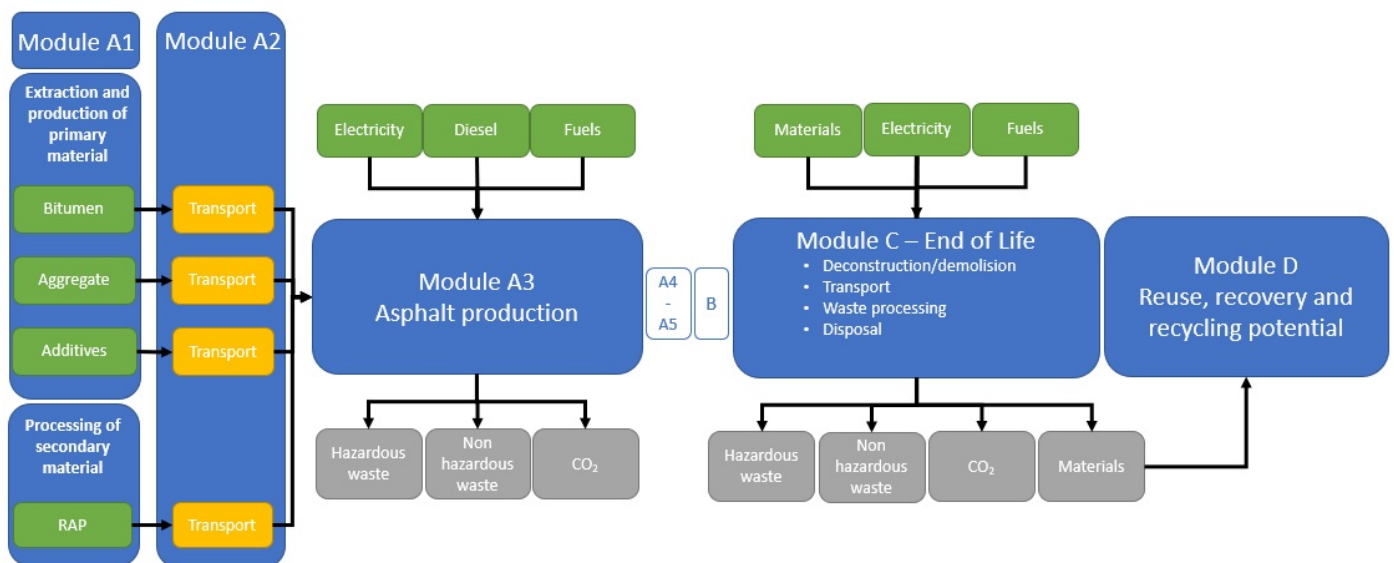 Module A1
Module A2
Extraction and
production of
primary
material
Bitumen
Transport
Aggregate
Transport
Additives
Transport
Processing of
secondary
material
RAP
Transport
Electricity
Diesel
Fuels
Module A3
Asphalt production
Hazardous
waste
Non
hazardous
waste
CO₂
A4
-
A5
B
Materials
Electricity
Fuels
Module C – End of Life
• Deconstruction/demolision
• Transport
• Waste processing
• Disposal
Hazardous
waste
Non
hazardous
waste
CO₂
Materials
Module D
Reuse, recovery and
recycling potential